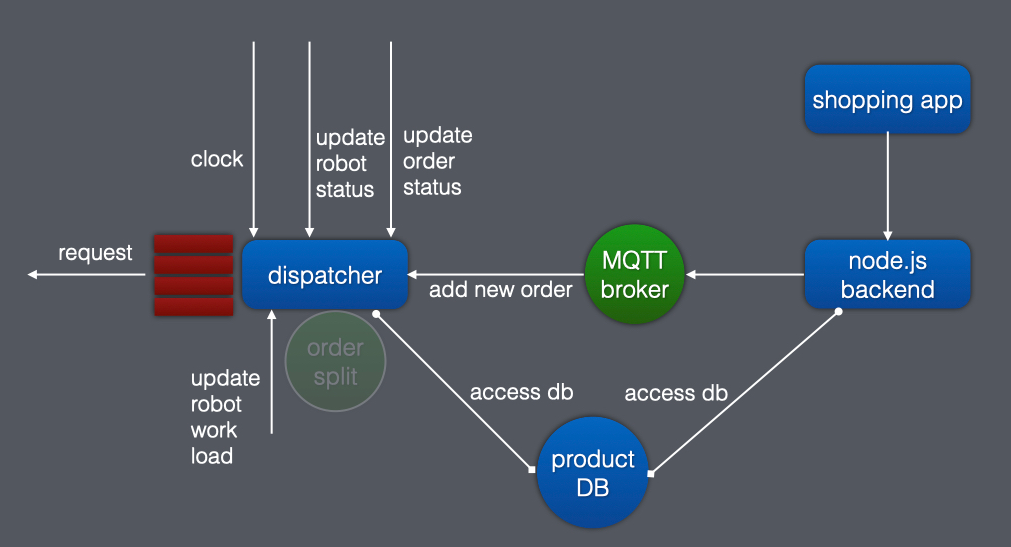 shopping app
clock
update
robot
status
update
order
status
request
dispatcher
add new order
MQTT
broker
node.js
backend
order
split
update
robot
work
load
access db
access db
product
DB